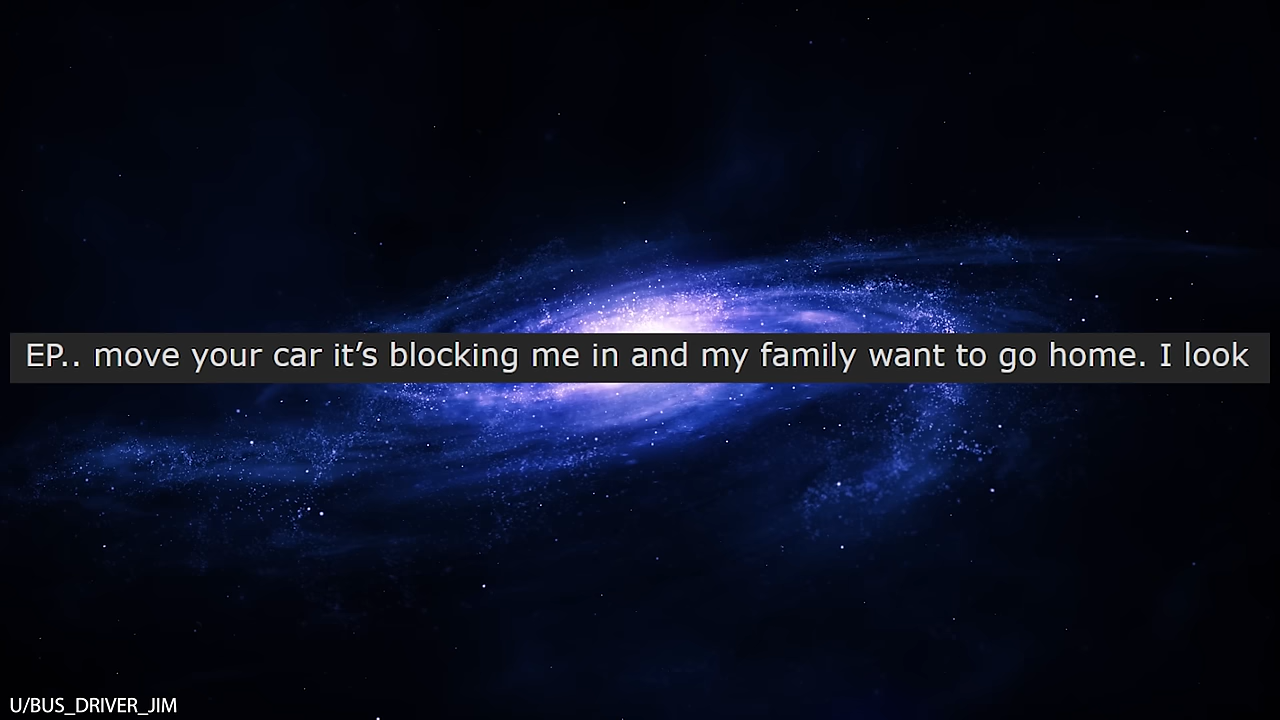 EP.. move your car it’s blocking me in and my family want to go home. I look
U/BUS_DRIVER_JIM